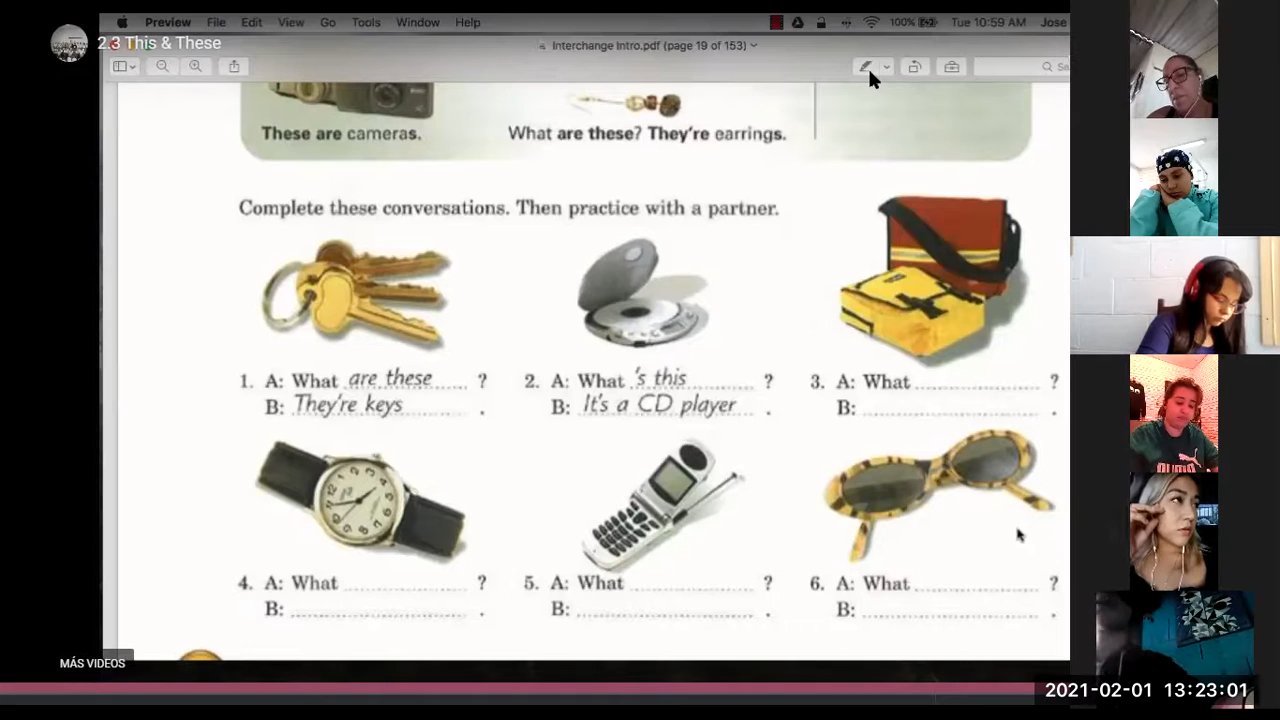 Preview File Edit View Go Tools Window Help 100% Tue 10:59 AM Jose
2.3 This & These
Interchange Intro.pdf (page 19 of 153)
These are cameras.
What are these? They're earrings.
Complete these conversations. Then practice with a partner.
1. A: What are these ?
B: They're keys .
2. A: What 's this ?
B: It's a CD player .
3. A: What ?
B: .
4. A: What ?
B: .
5. A: What ?
B: .
6. A: What ?
B: .
MÁS VIDEOS
PUMA
2021-02-01 13:23:01